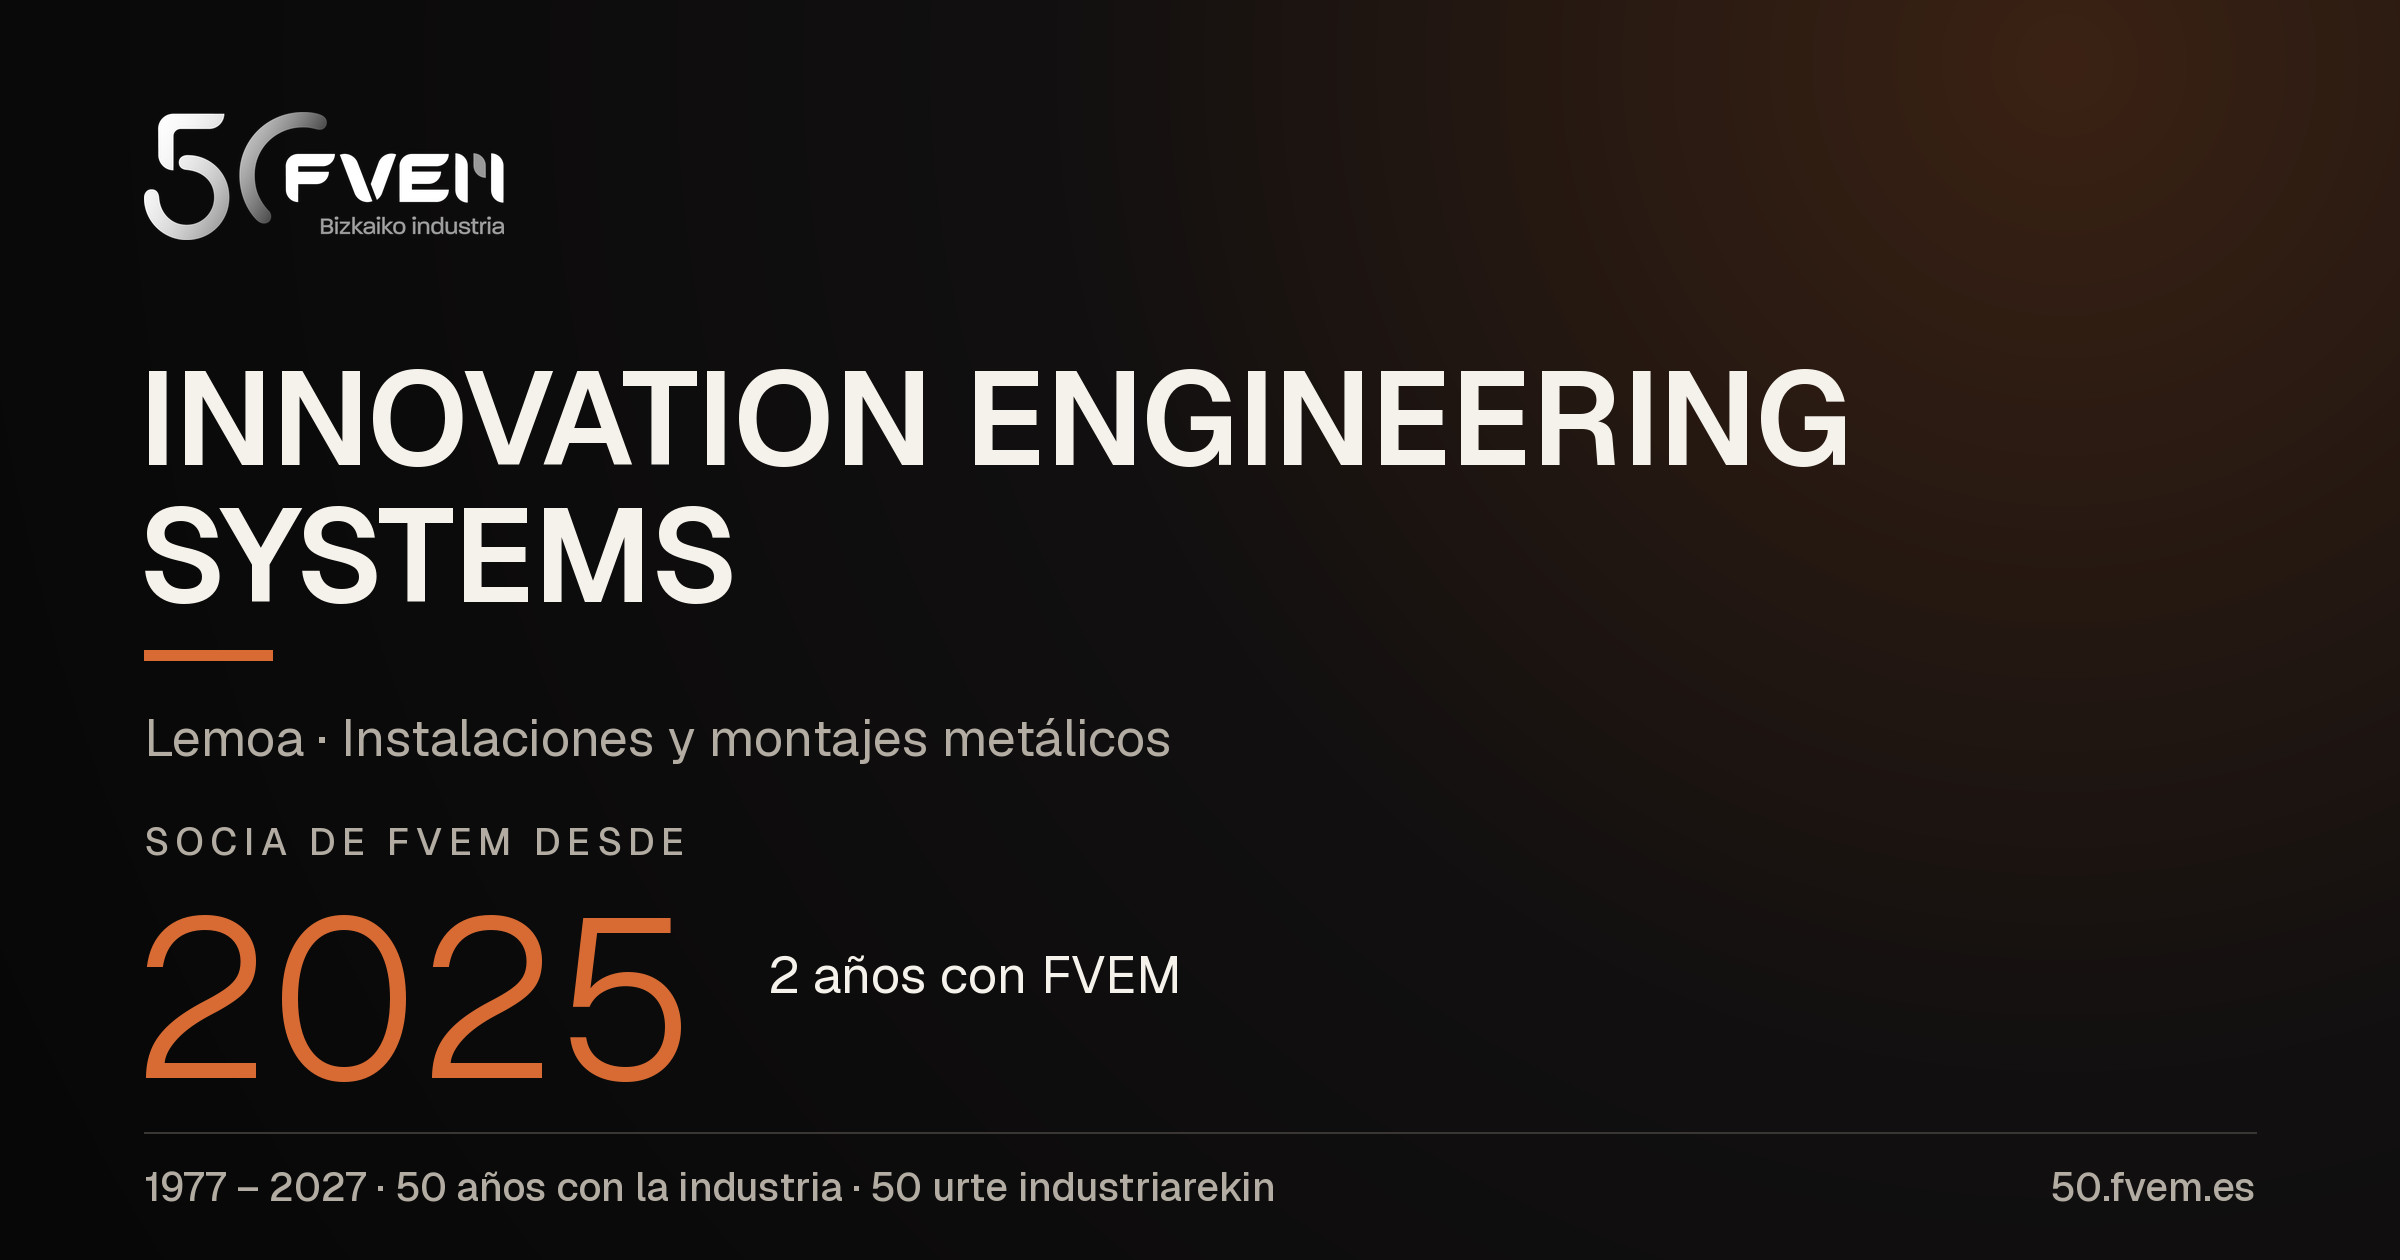 50 FVEM
Bizkaiko industria
INNOVATION ENGINEERING
SYSTEMS
Lemoa · Instalaciones y montajes metálicos
SOCIA DE FVEM DESDE
2025
2 años con FVEM
1977 – 2027 · 50 años con la industria · 50 urte industriarekin
50.fvem.es